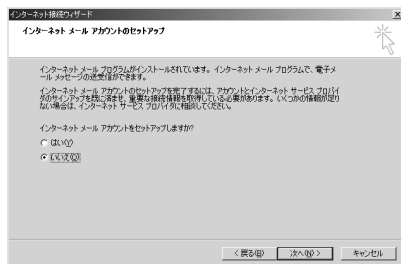 インターネット接続ウィザード
インターネット メール アカウントのセットアップ
インターネット メール プログラムがインストールされています。インターネット メール プログラムで、電子メ
ール メッセージの送受信ができます。
インターネット メール アカウントのセットアップを完了するには、アカウントとインターネット サービス プロバイ
ダのサインアップを既に済ませ、重要な接続情報を取得している必要があります。いくつかの情報が足り
ない場合は、インターネット サービス プロバイダに相談してください。
インターネット メール アカウントをセットアップしますか?
はい(Y)
いいえ(O)
< 戻る(B)
次へ(N) >
キャンセル